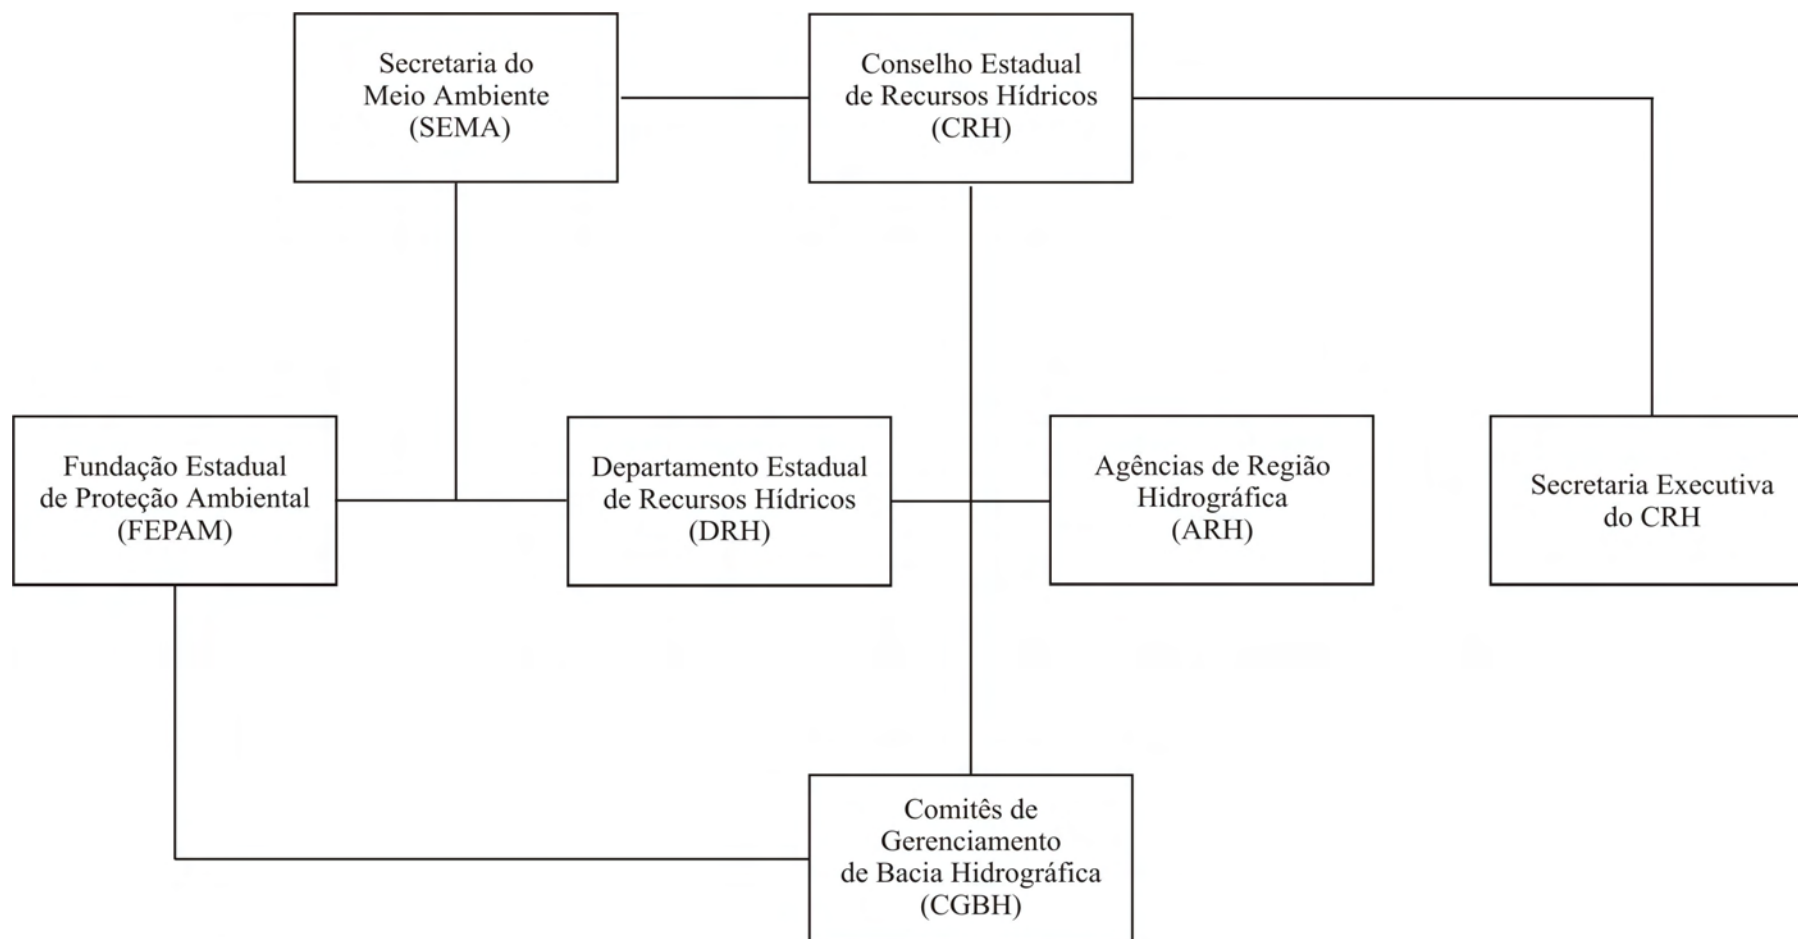 Secretaria do
Meio Ambiente
(SEMA)
Conselho Estadual
de Recursos Hídricos
(CRH)
Fundação Estadual
de Proteção Ambiental
(FEPAM)
Departamento Estadual
de Recursos Hídricos
(DRH)
Agências de Região
Hidrográfica
(ARH)
Secretaria Executiva
do CRH
Comitês de
Gerenciamento
de Bacia Hidrográfica
(CGBH)